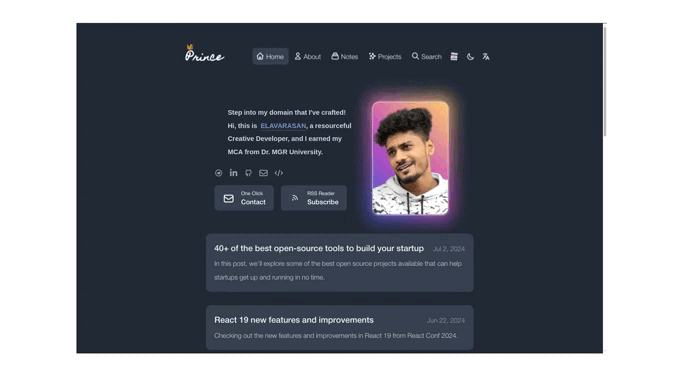 Prince
Home About Notes Projects Search
Step into my domain that I've crafted!
Hi, this is ELAVARASAN, a resourceful
Creative Developer, and I earned my
MCA from Dr. MGR University.
One Click
Contact
RSS Reader
Subscribe
40+ of the best open-source tools to build your startup Jul 2, 2024
In this post, we'll explore some of the best open source projects available that can help
startups get up and running in no time.
React 19 new features and improvements Jun 22, 2024
Checking out the new features and improvements in React 19 from React Conf 2024.